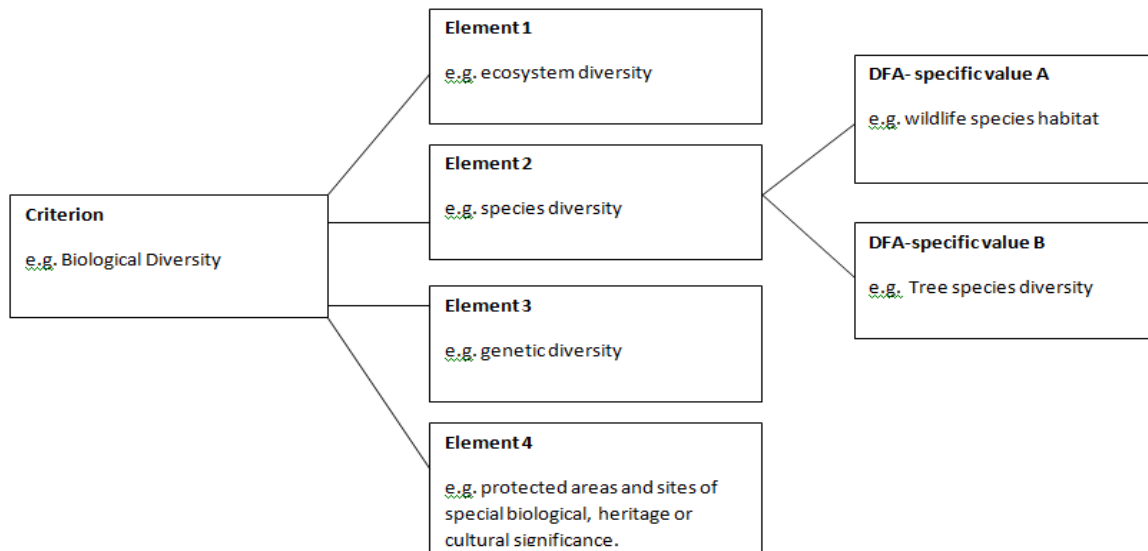 Criterion
e.g. Biological Diversity
Element 1
e.g. ecosystem diversity
Element 2
e.g. species diversity
Element 3
e.g. genetic diversity
Element 4
e.g. protected areas and sites of
special biological, heritage or
cultural significance.
DFA- specific value A
e.g. wildlife species habitat
DFA-specific value B
e.g. Tree species diversity